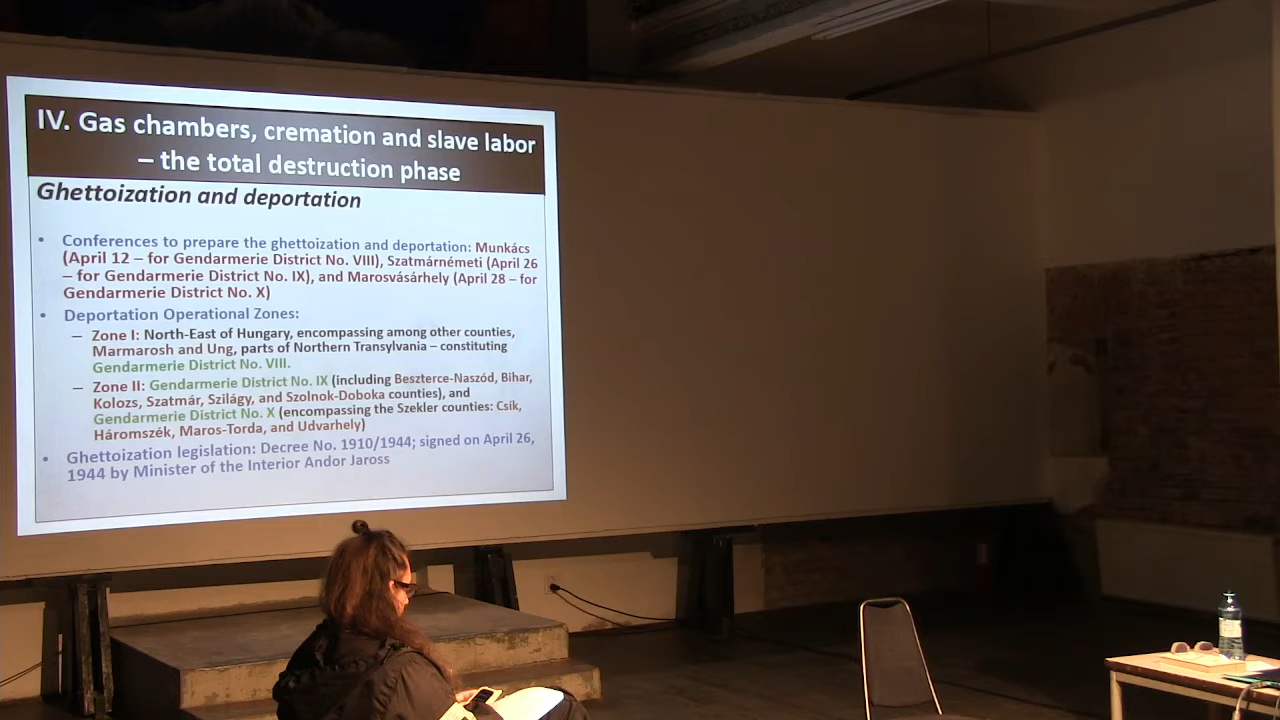 IV. Gas chambers, cremation and slave labor
– the total destruction phase
Ghettoization and deportation
• Conferences to prepare the ghettoization and deportation: Munkács
(April 12 – for Gendarmerie District No. VIII), Szatmárnémeti (April 26
– for Gendarmerie District No. IX), and Marosvásárhely (April 28 – for
Gendarmerie District No. X)
• Deportation Operational Zones:
– Zone I: North-East of Hungary, encompassing among other counties,
Marmarosh and Ung, parts of Northern Transylvania – constituting
Gendarmerie District No. VIII.
– Zone II: Gendarmerie District No. IX (including Beszterce-Naszód, Bihar,
Kolozs, Szatmár, Szilágy, and Szolnok-Doboka counties), and
Gendarmerie District No. X (encompassing the Szekler counties: Csík,
Háromszék, Maros-Torda, and Udvarhely)
• Ghettoization legislation: Decree No. 1910/1944; signed on April 26,
1944 by Minister of the Interior Andor Jaross